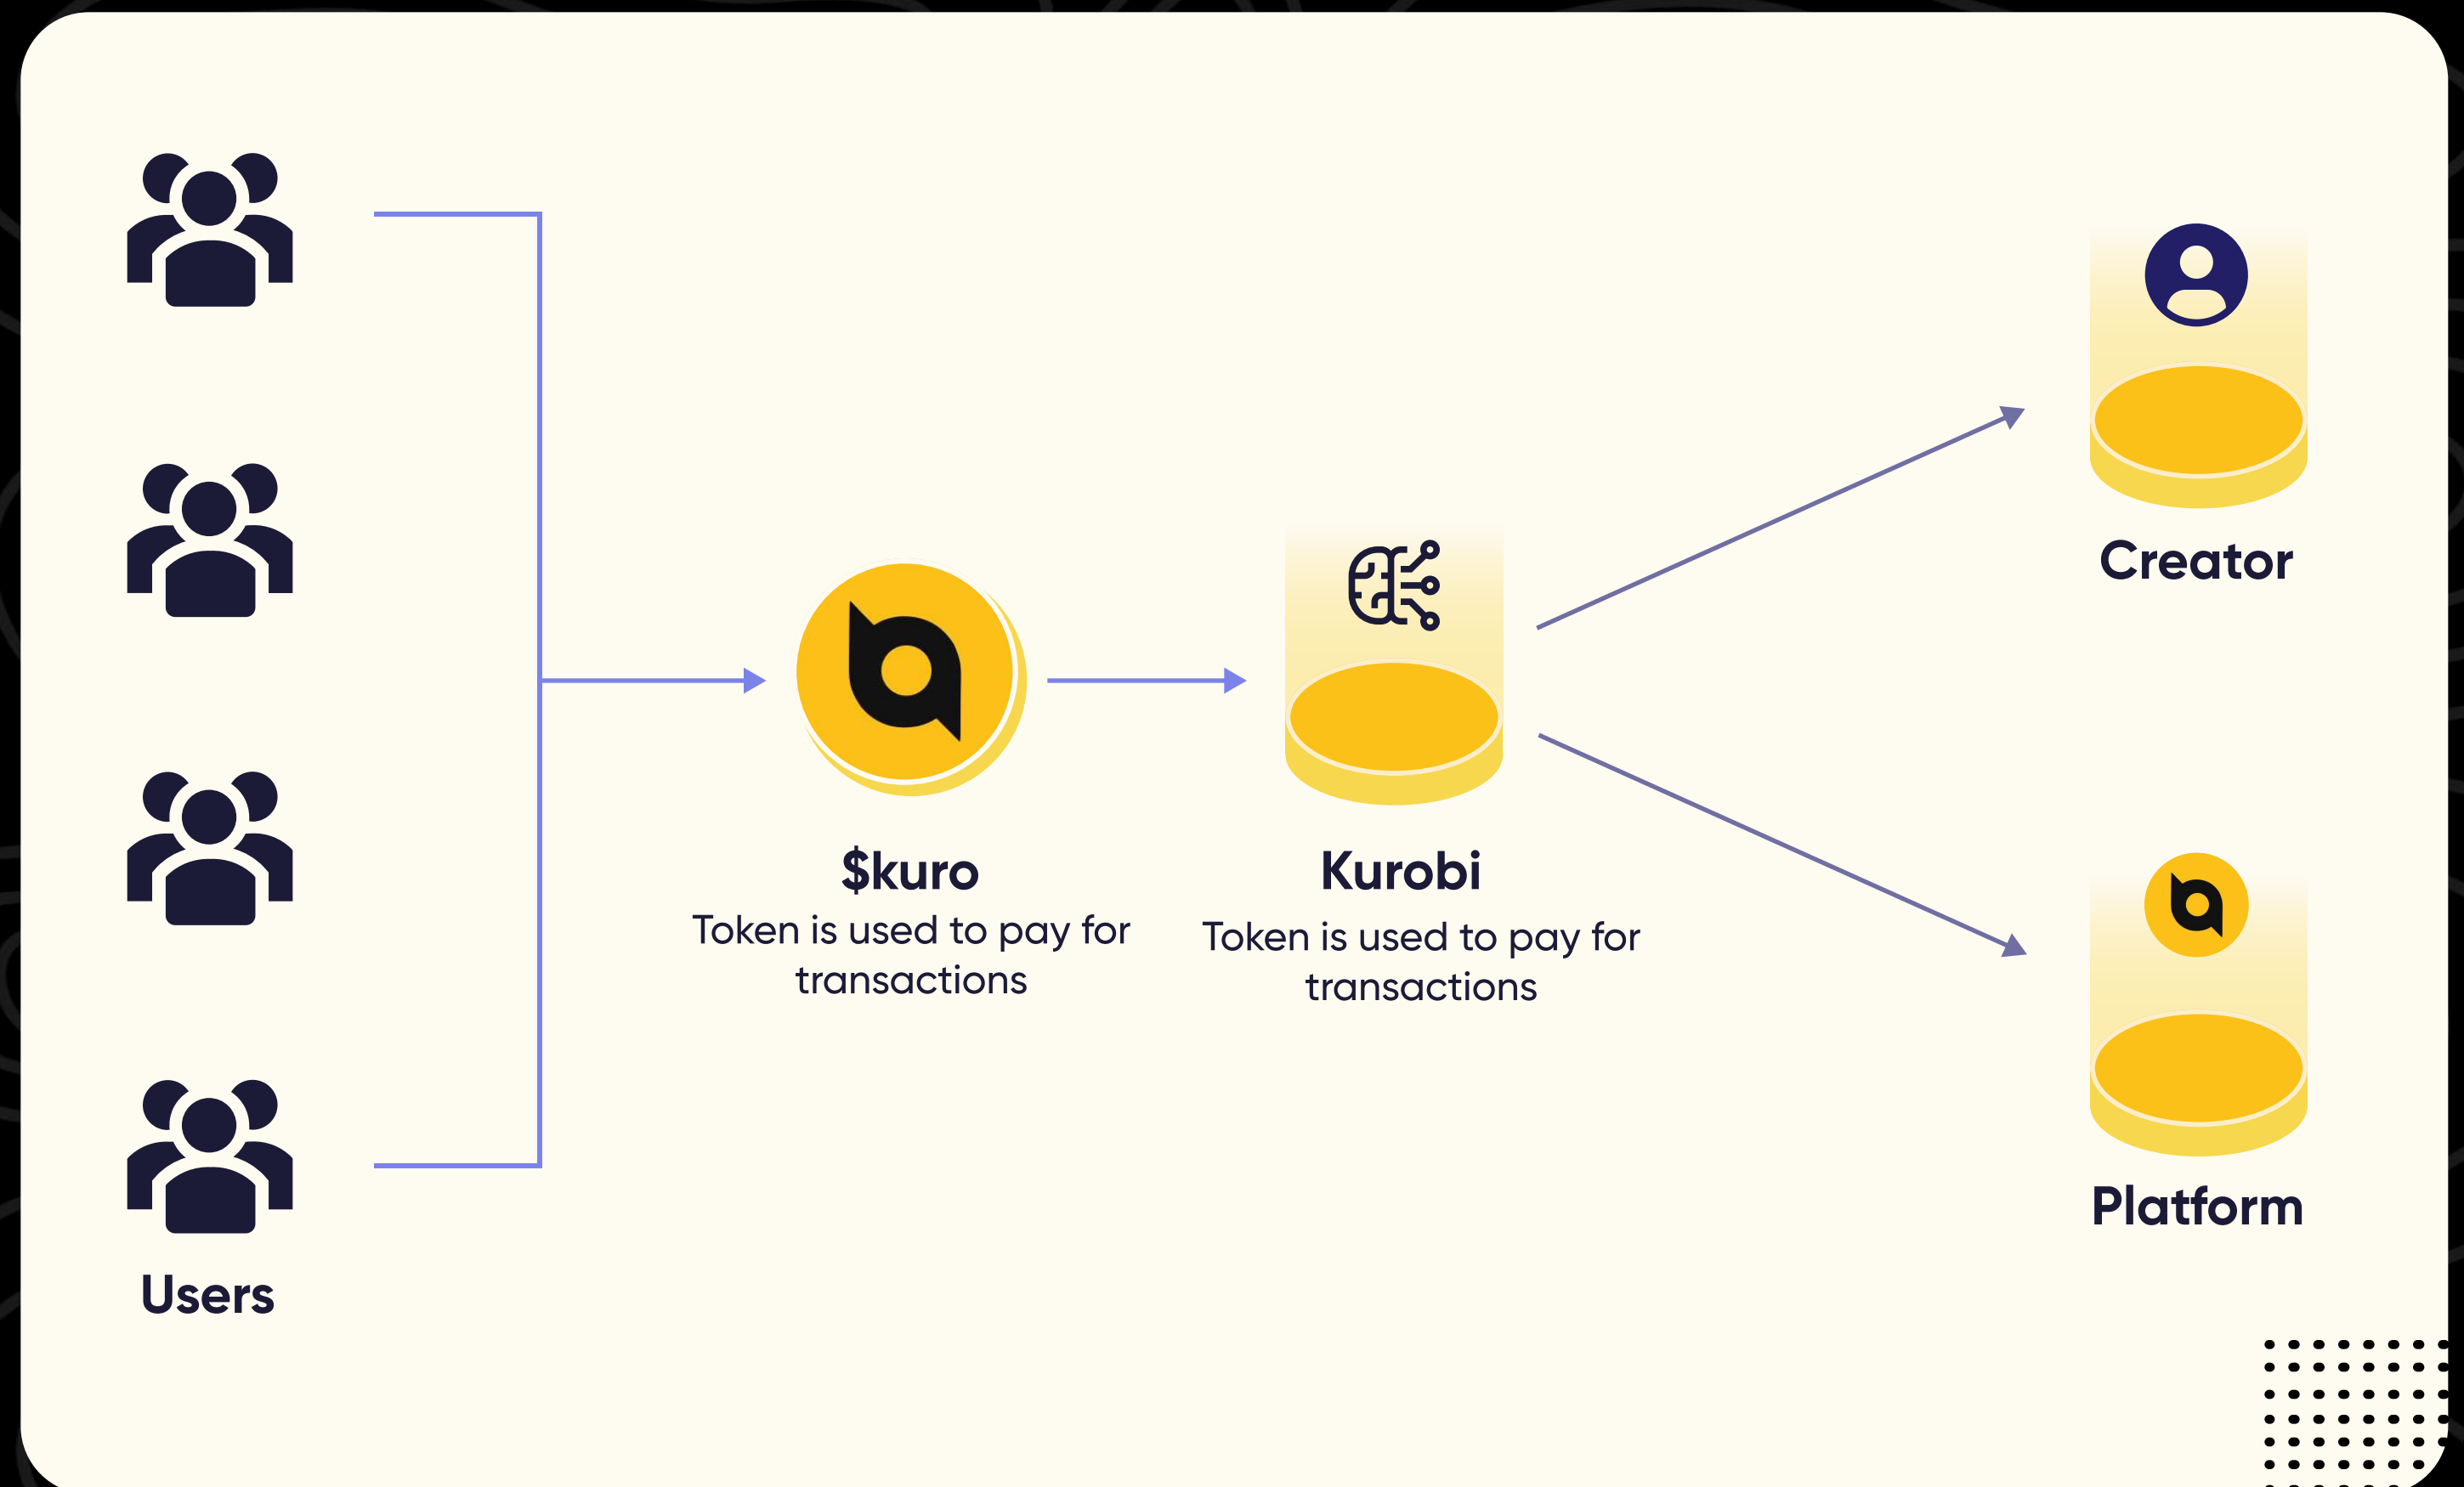 Users
$kuro
Token is used to pay for
transactions
Kurobi
Token is used to pay for
transactions
Creator
Platform